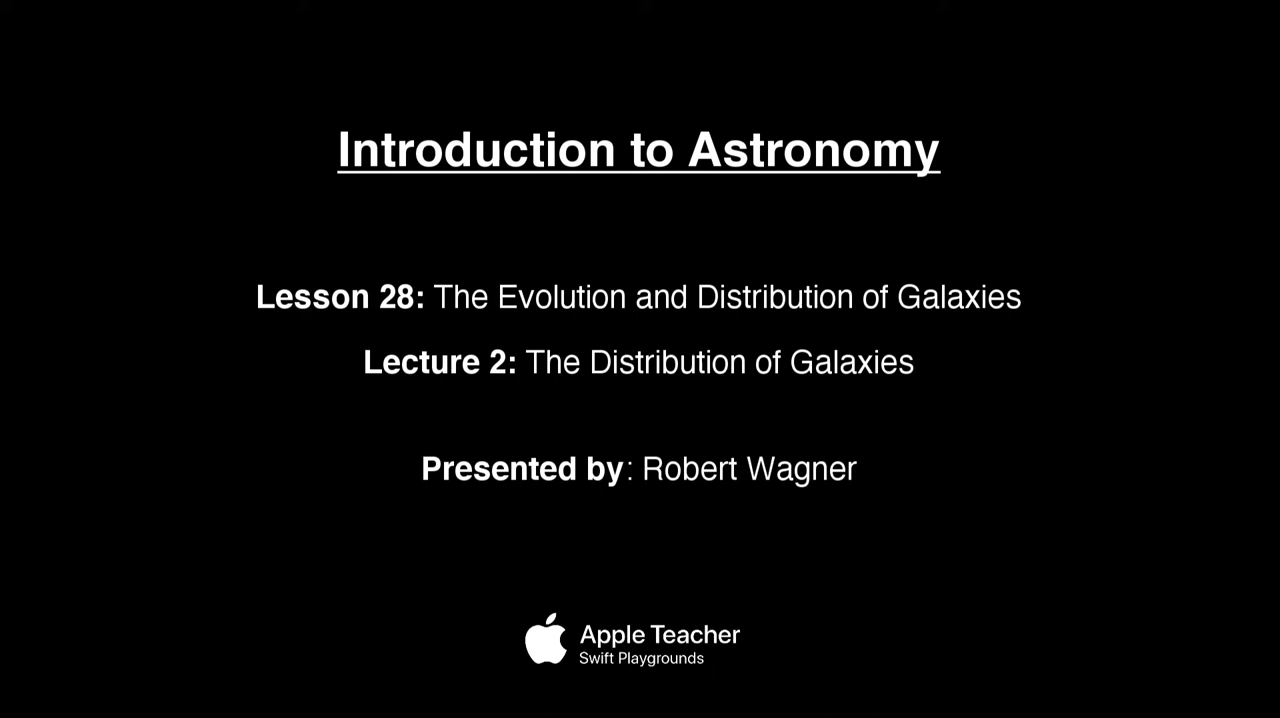 Introduction to Astronomy
Lesson 28: The Evolution and Distribution of Galaxies
Lecture 2: The Distribution of Galaxies
Presented by: Robert Wagner
Apple Teacher
Swift Playgrounds